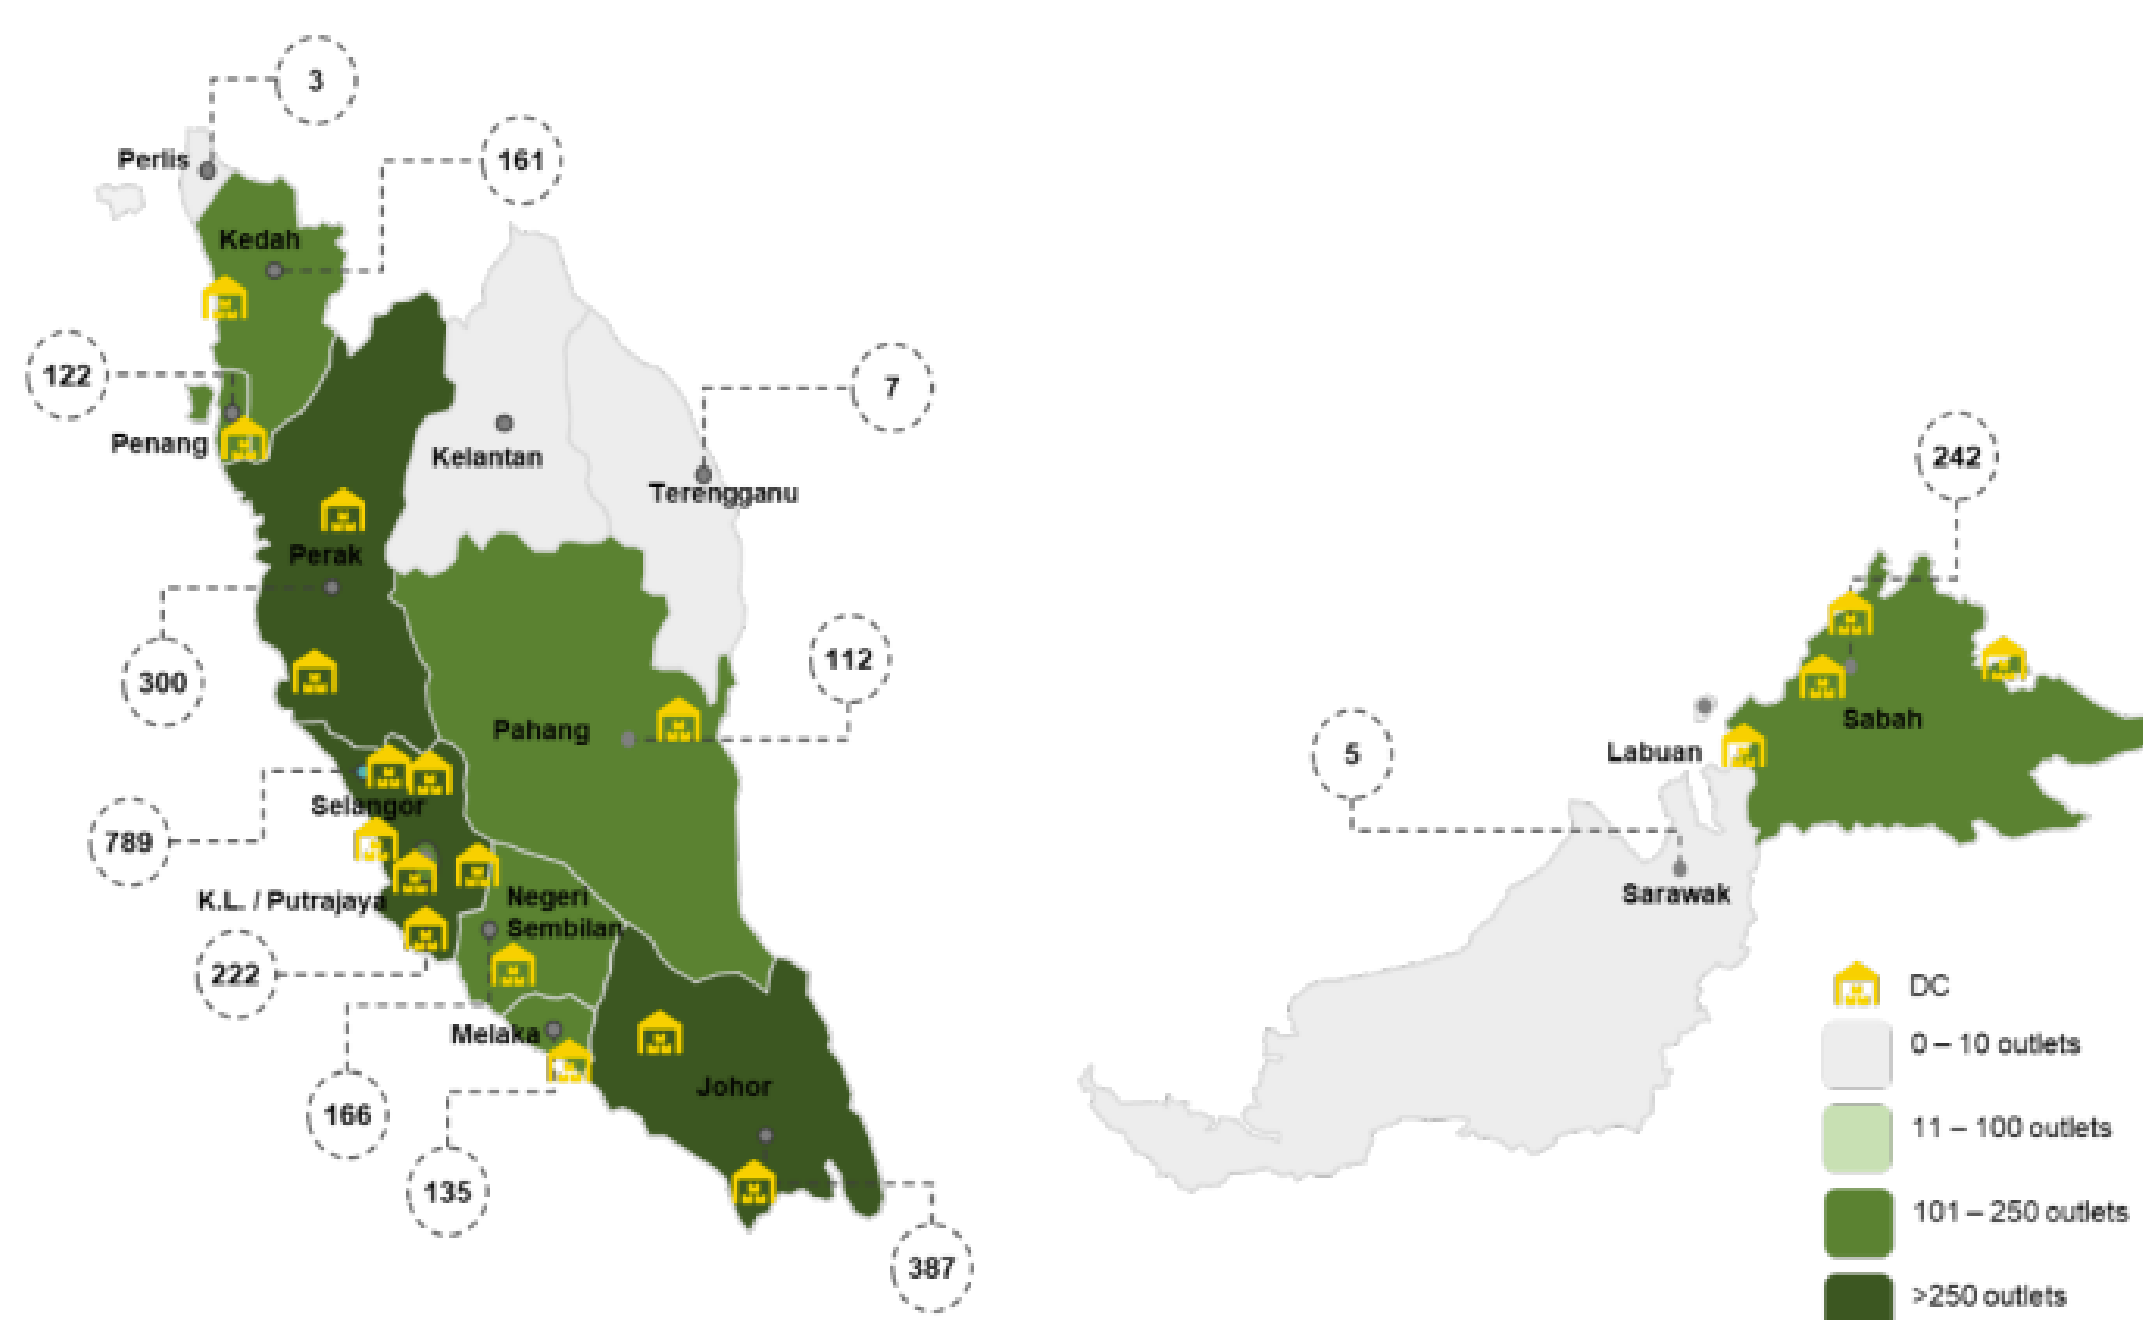 3
Perlis
161
Kedah
122
Penang
7
Kelantan
Terengganu
Perak
300
112
Pahang
Selangor
789
K.L. / Putrajaya
Negeri
Sembilan
222
Melaka
166
135
Johor
387
242
Sabah
Labuan
5
Sarawak
DC
0 – 10 outlets
11 – 100 outlets
101 – 250 outlets
>250 outlets